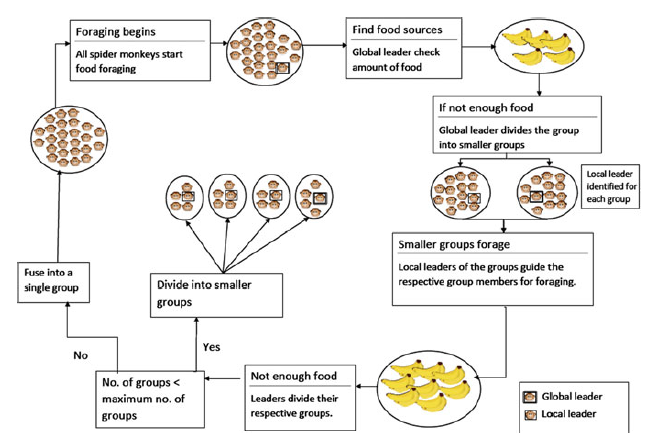 Foraging begins
All spider monkeys start
food foraging
Find food sources
Global leader check
amount of food
If not enough food
Global leader divides the group
into smaller groups
Local leader
identified for
each group
Smaller groups forage
Local leaders of the groups guide the
respective group members for foraging.
Not enough food
Leaders divide their
respective groups.
No. of groups <
maximum no. of
groups
Yes
Divide into smaller
groups
No
Fuse into a
single group
Global leader
Local leader